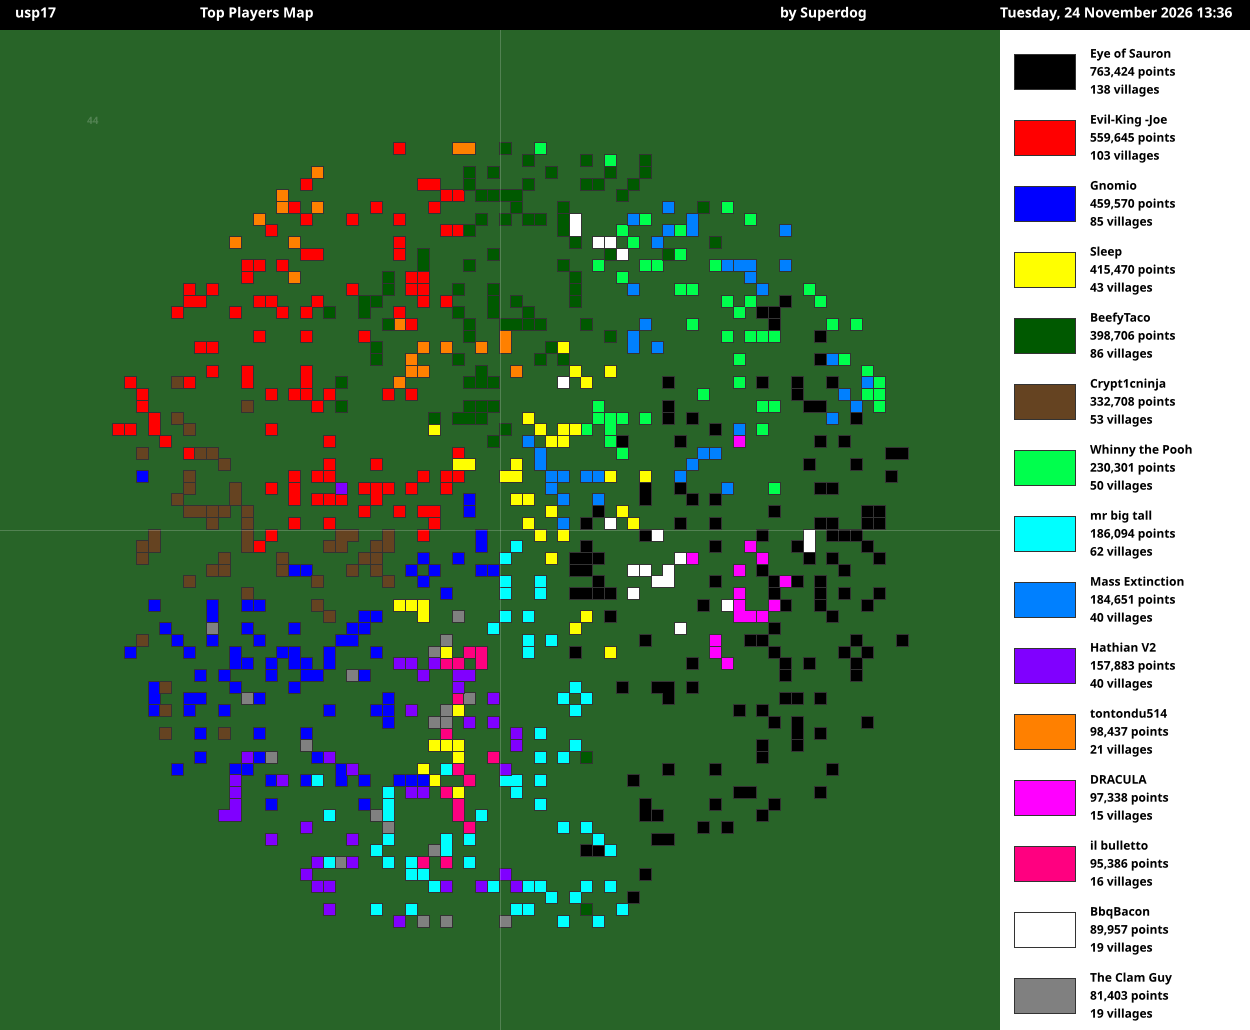 usp17 Top Players Map by Superdog Tuesday, 24 November 2026 13:36
44
Eye of Sauron
763,424 points
138 villages
Evil-King -Joe
559,645 points
103 villages
Gnomio
459,570 points
85 villages
Sleep
415,470 points
43 villages
BeefyTaco
398,706 points
86 villages
Crypt1cninja
332,708 points
53 villages
Whinny the Pooh
230,301 points
50 villages
mr big tall
186,094 points
62 villages
Mass Extinction
184,651 points
40 villages
Hathian V2
157,883 points
40 villages
tontondu514
98,437 points
21 villages
DRACULA
97,338 points
15 villages
il bulletto
95,386 points
16 villages
BbqBacon
89,957 points
19 villages
The Clam Guy
81,403 points
19 villages